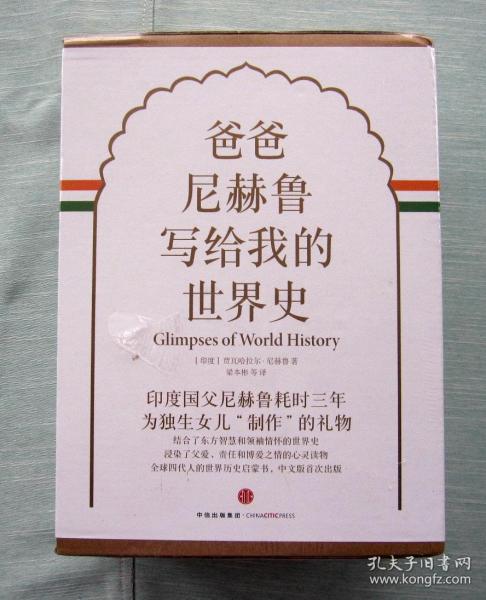 爸爸
尼赫鲁
写给我的
世界史
Glimpses of World History
[印度] 贾瓦哈拉尔·尼赫鲁 著
梁本彬 等 译
印度国父尼赫鲁耗时三年
为独生女儿“制作”的礼物
结合了东方智慧和领袖情怀的世界史
浸染了父爱、责任和博爱之情的心灵读物
全球四代人的世界历史启蒙书，中文版首次出版
中信出版集团·CHINACITICPRESS
孔夫子旧书网
www.kongfz.com